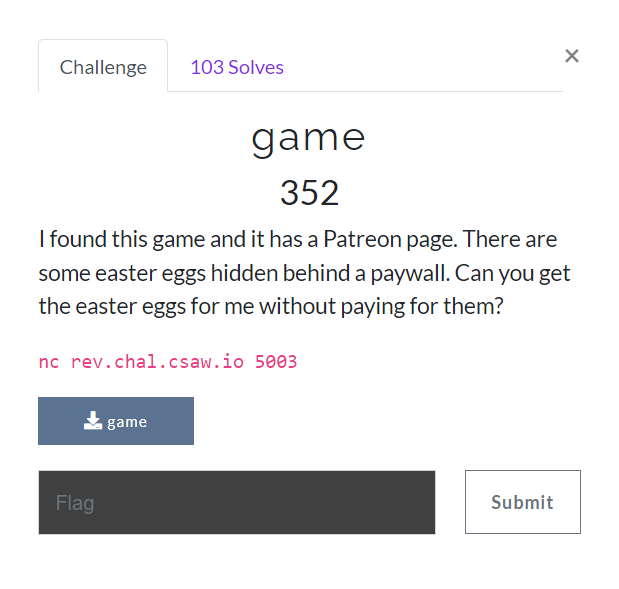 Challenge
103 Solves
×
game
352
I found this game and it has a Patreon page. There are
some easter eggs hidden behind a paywall. Can you get
the easter eggs for me without paying for them?
nc rev.chal.csaw.io 5003
game
Flag
Submit